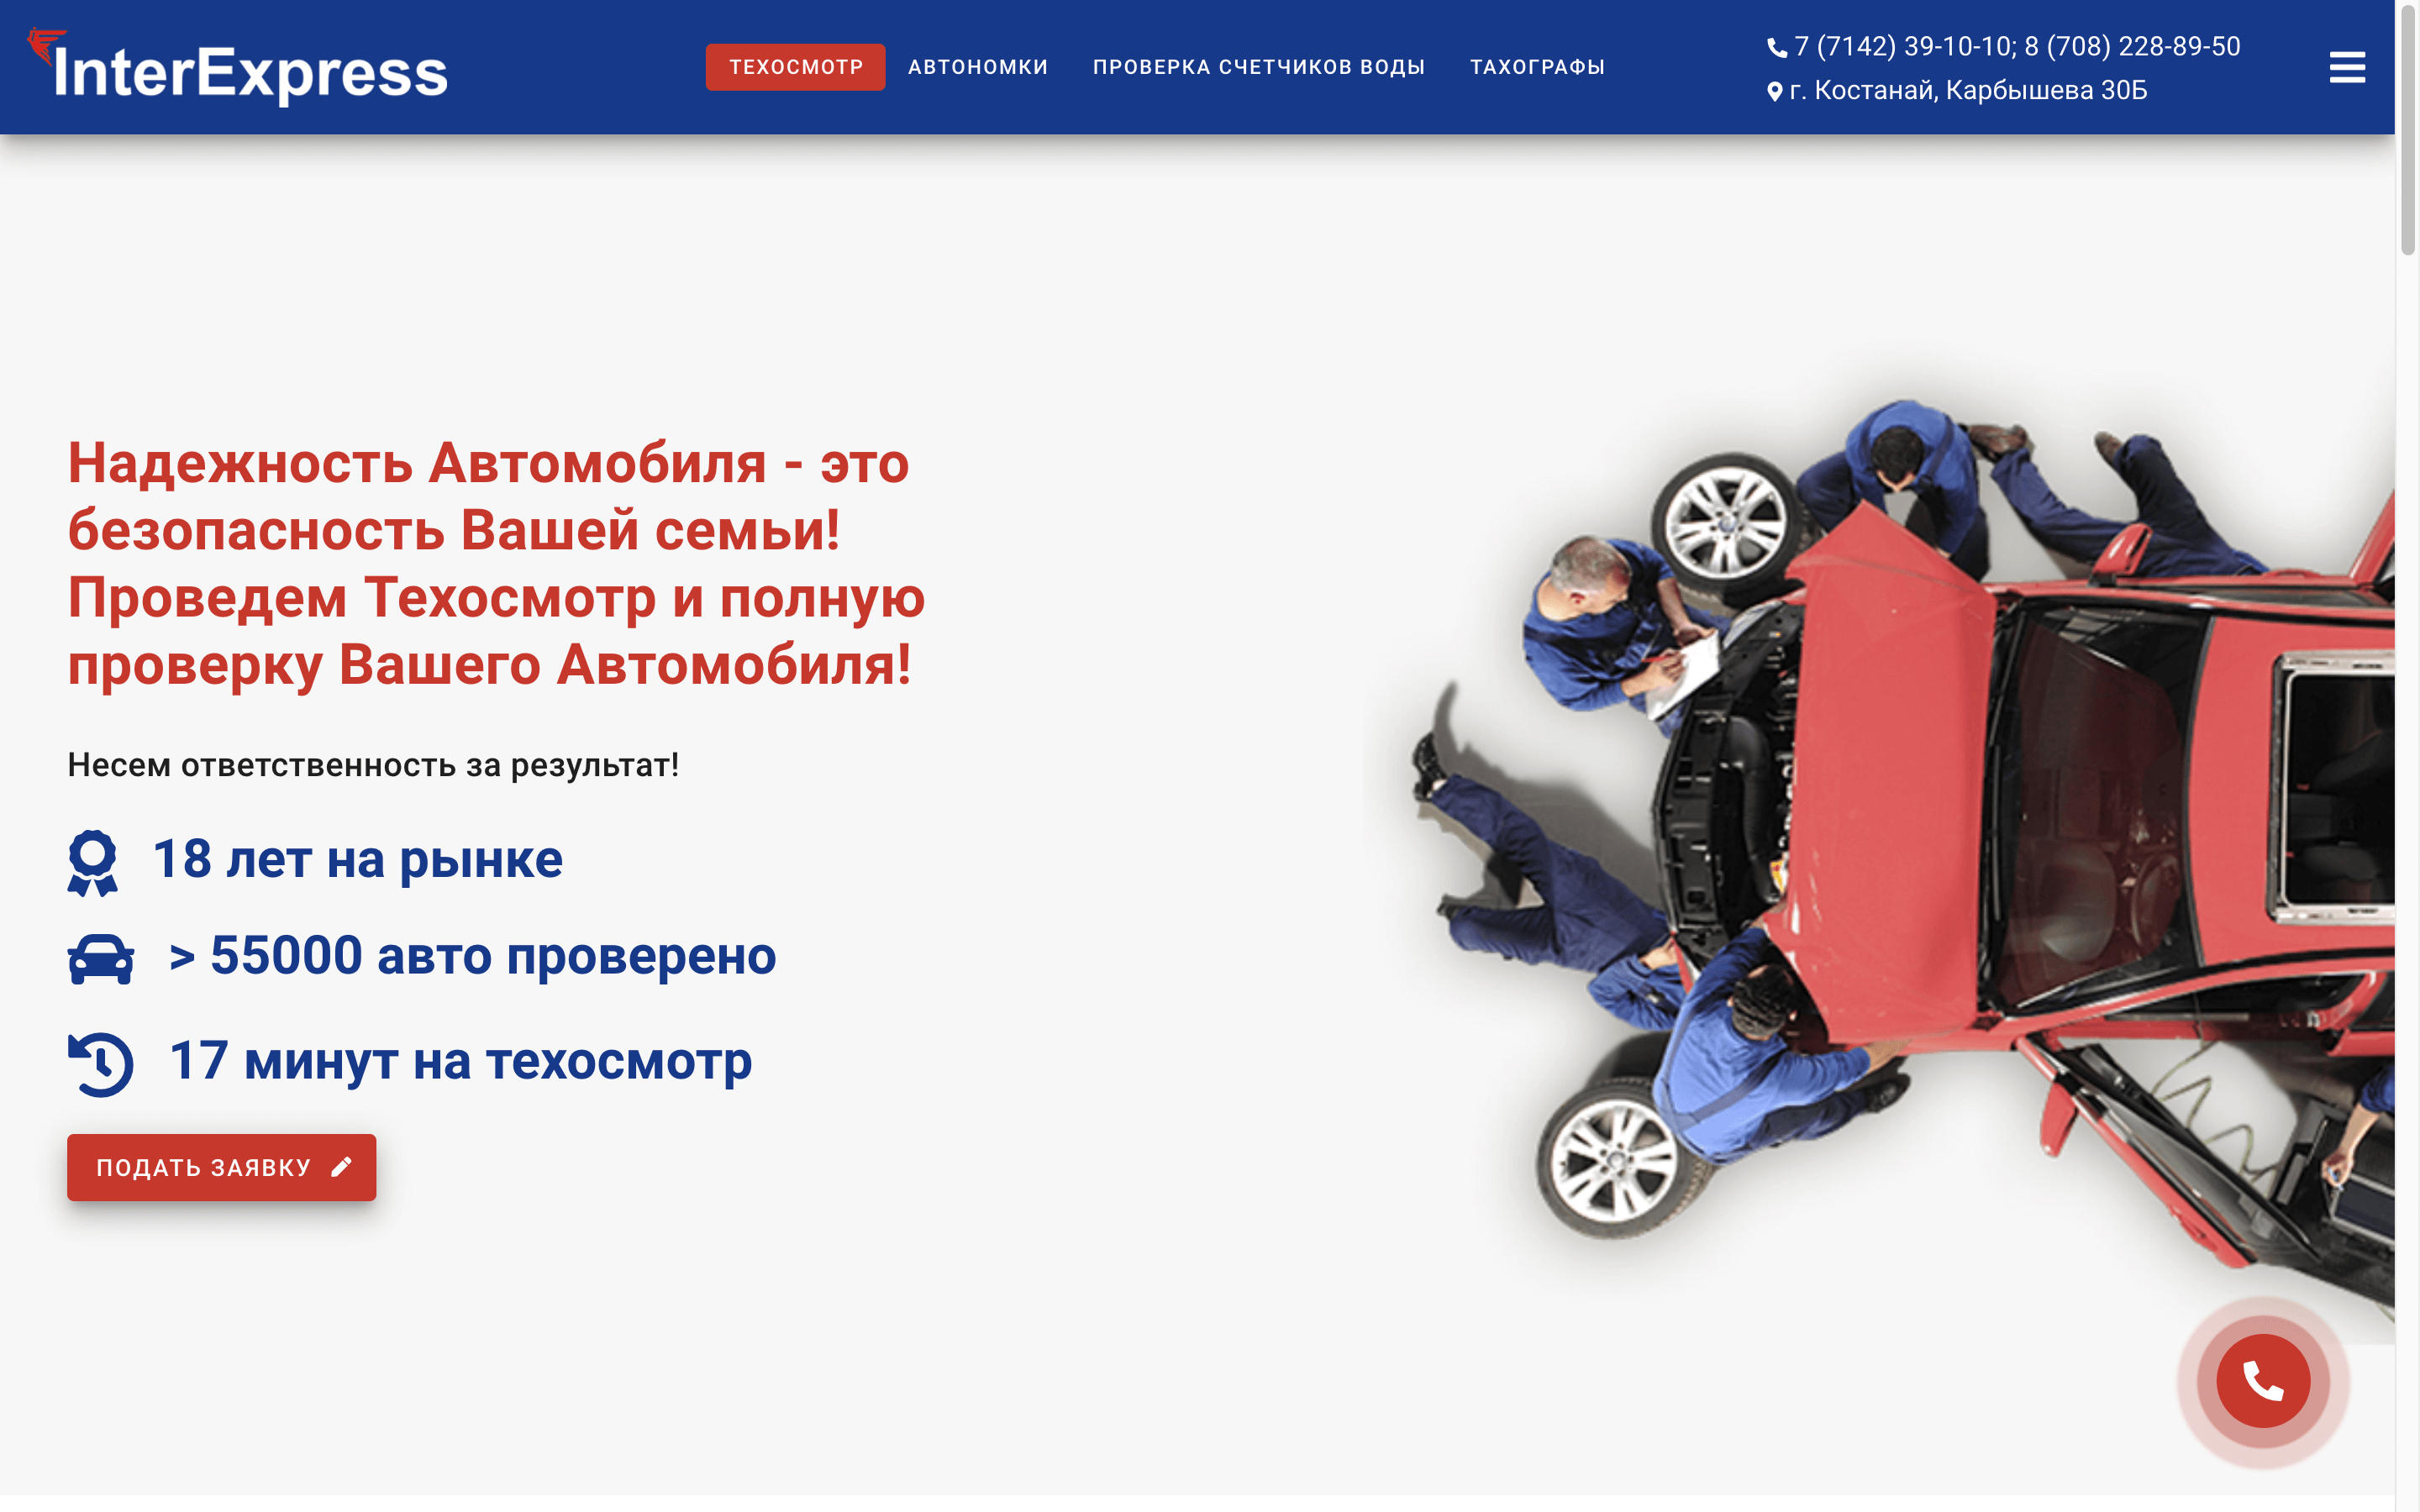 InterExpress
ТЕХОСМОТР
АВТОНОМКИ
ПРОВЕРКА СЧЕТЧИКОВ ВОДЫ
ТАХОГРАФЫ
7 (7142) 39-10-10; 8 (708) 228-89-50
г. Костанай, Карбышева 30Б
Надежность Автомобиля - это
безопасность Вашей семьи!
Проведем Техосмотр и полную
проверку Вашего Автомобиля!
Несем ответственность за результат!
18 лет на рынке
> 55000 авто проверено
17 минут на техосмотр
ПОДАТЬ ЗАЯВКУ